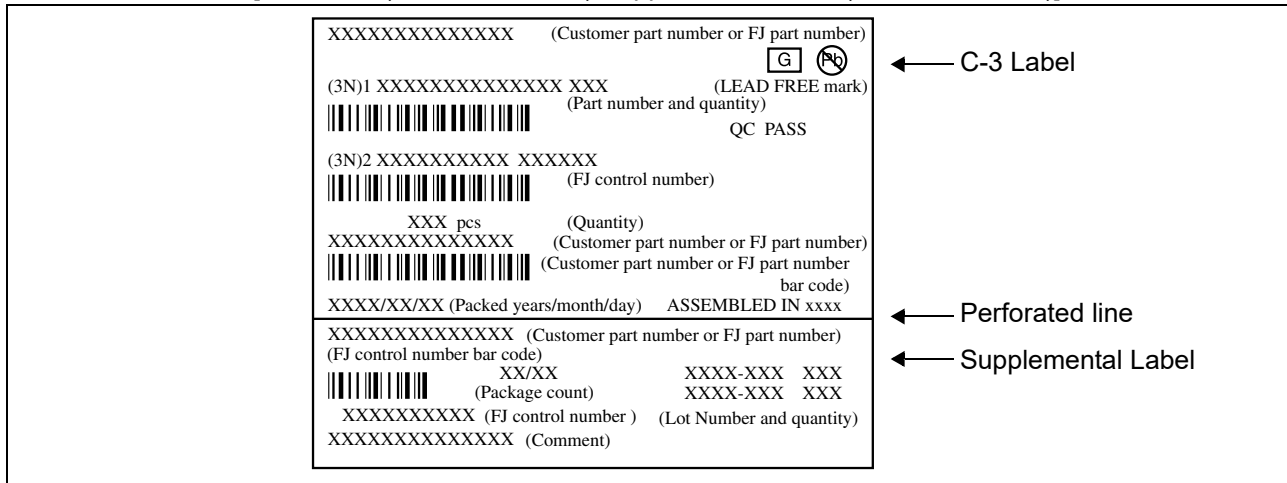 XXXXXXXXXXXXXX (Customer part number or FJ part number)
G Pb
C-3 Label
(3N)1 XXXXXXXXXXXXXX XXX (LEAD FREE mark)
(Part number and quantity)
QC PASS
(3N)2 XXXXXXXXXX XXXXXX
(FJ control number)
XXX pcs (Quantity)
XXXXXXXXXXXXXX (Customer part number or FJ part number)
(Customer part number or FJ part number
bar code)
XXXX/XX/XX (Packed years/month/day) ASSEMBLED IN xxxx
Perforated line
XXXXXXXXXXXXXX (Customer part number or FJ part number)
(FJ control number bar code)
Supplemental Label
XX/XX XXXX-XXX XXX
(Package count) XXXX-XXX XXX
XXXXXXXXXX (FJ control number ) (Lot Number and quantity)
XXXXXXXXXXXXXX (Comment)